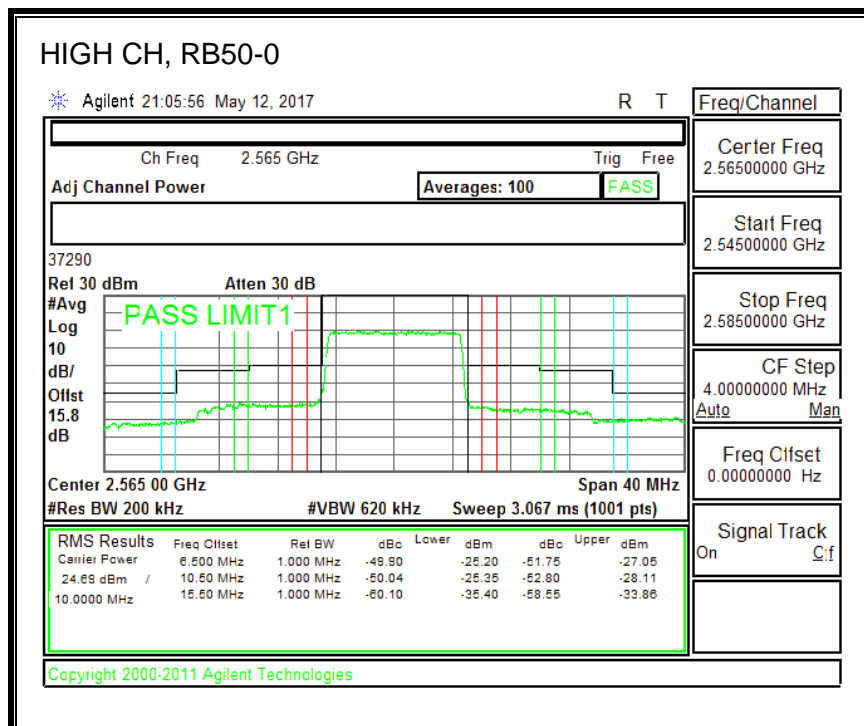 HIGH CH, RB50-0
Agilent 21:05:56 May 12, 2017 R T
Freq/Channel
Ch Freq 2.565 GHz Trig Free
Adj Channel Power Averages: 100 PASS
Center Freq
2.56500000 GHz
Start Freq
2.54500000 GHz
Stop Freq
2.58500000 GHz
CF Step
4.00000000 MHz
Auto Man
Freq Offset
0.00000000 Hz
Signal Track
On Off
37290
Ref 30 dBm Atten 30 dB
#Avg
Log
10
dB/
Offst
15.8
dB
PASS LIMIT1
Center 2.565 00 GHz Span 40 MHz
#Res BW 200 kHz #VBW 620 kHz Sweep 3.067 ms (1001 pts)
RMS Results Freq Offset Ref BW dBc Lower dBm dBc Upper dBm
Carrier Power 6.500 MHz 1.000 MHz -49.90 -25.20 -51.75 -27.05
24.69 dBm / 10.50 MHz 1.000 MHz -50.04 -25.35 -52.80 -28.11
10.0000 MHz 15.50 MHz 1.000 MHz -60.10 -35.40 -58.55 -33.86
Copyright 2000-2011 Agilent Technologies